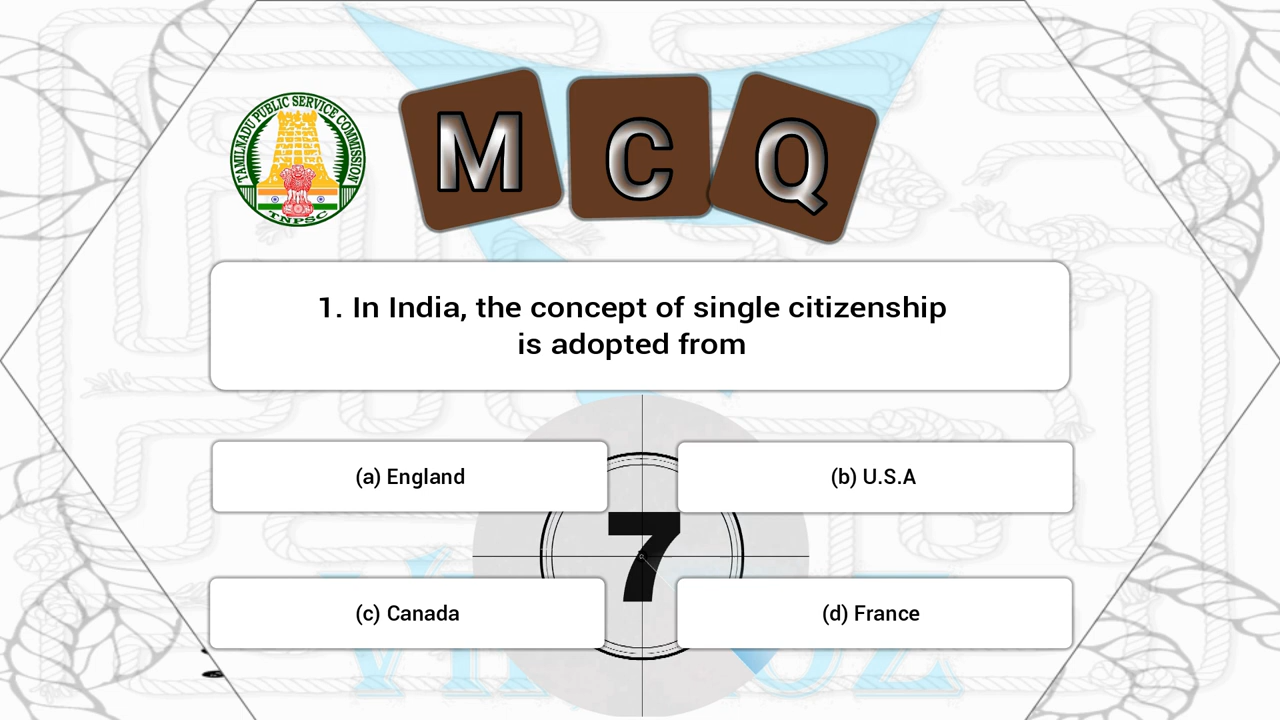 TAMILNADU PUBLIC SERVICE COMMISSION
TNPSC
M C Q
1. In India, the concept of single citizenship
is adopted from
(a) England
(b) U.S.A
7
(c) Canada
(d) France